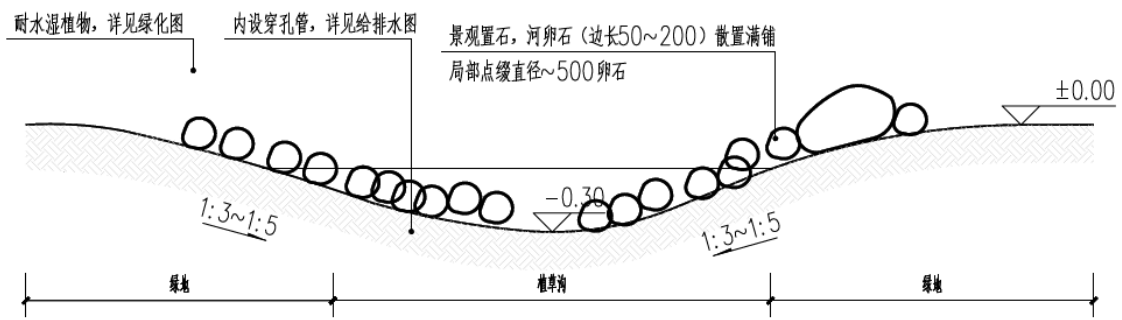 耐水湿植物，详见绿化图
内设穿孔管，详见给排水图
景观置石，河卵石（边长50~200）散置满铺
局部点缀直径~500卵石
±0.00
-0.30
1:3~1:5
1:3~1:5
绿地
植草沟
绿地